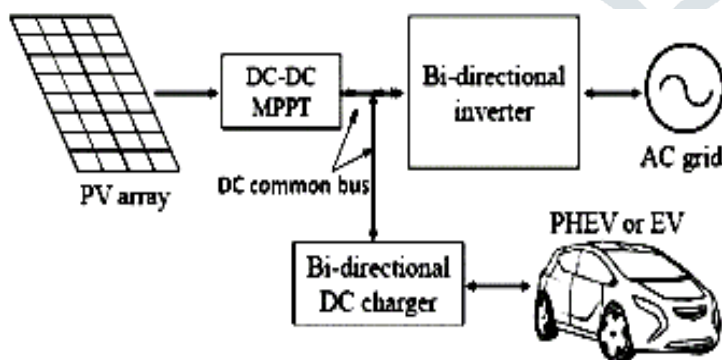 DC-DC
MPPT
Bi-directional
inverter
AC grid
PV array
DC common bus
PHEV or EV
Bi-directional
DC charger